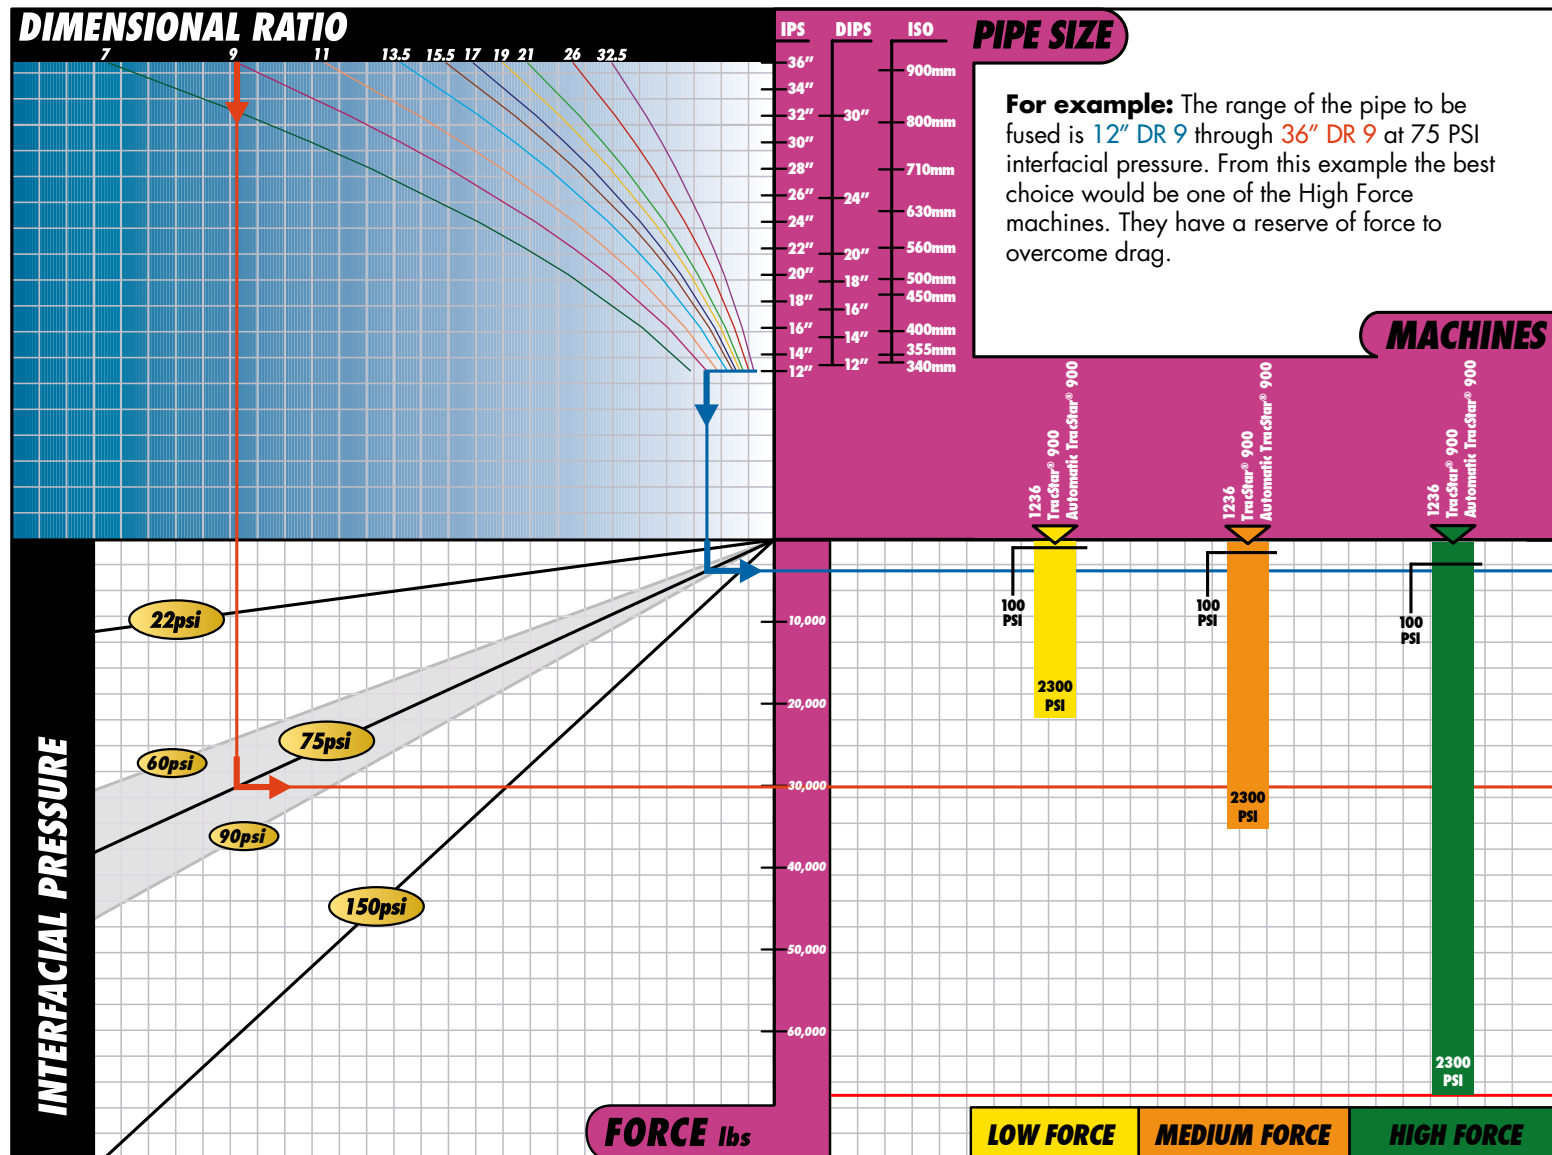 DIMENSIONAL RATIO
7 9 11 13.5 15.5 17 19 21 26 32.5
IPS
36”
34”
32”
30”
28”
26”
24”
22”
20”
18”
16”
14”
12”
DIPS
30”
24”
20”
18”
16”
14”
12”
ISO
900mm
800mm
710mm
630mm
560mm
500mm
450mm
400mm
355mm
340mm
PIPE SIZE
For example: The range of the pipe to be
fused is 12” DR 9 through 36” DR 9 at 75 PSI
interfacial pressure. From this example the best
choice would be one of the High Force
machines. They have a reserve of force to
overcome drag.
MACHINES
1236
TracStar® 900
Automatic TracStar® 900
1236
TracStar® 900
Automatic TracStar® 900
1236
TracStar® 900
Automatic TracStar® 900
INTERFACIAL PRESSURE
22psi
60psi
75psi
90psi
150psi
10,000
20,000
30,000
40,000
50,000
60,000
FORCE lbs
100
PSI
2300
PSI
100
PSI
2300
PSI
100
PSI
2300
PSI
LOW FORCE
MEDIUM FORCE
HIGH FORCE